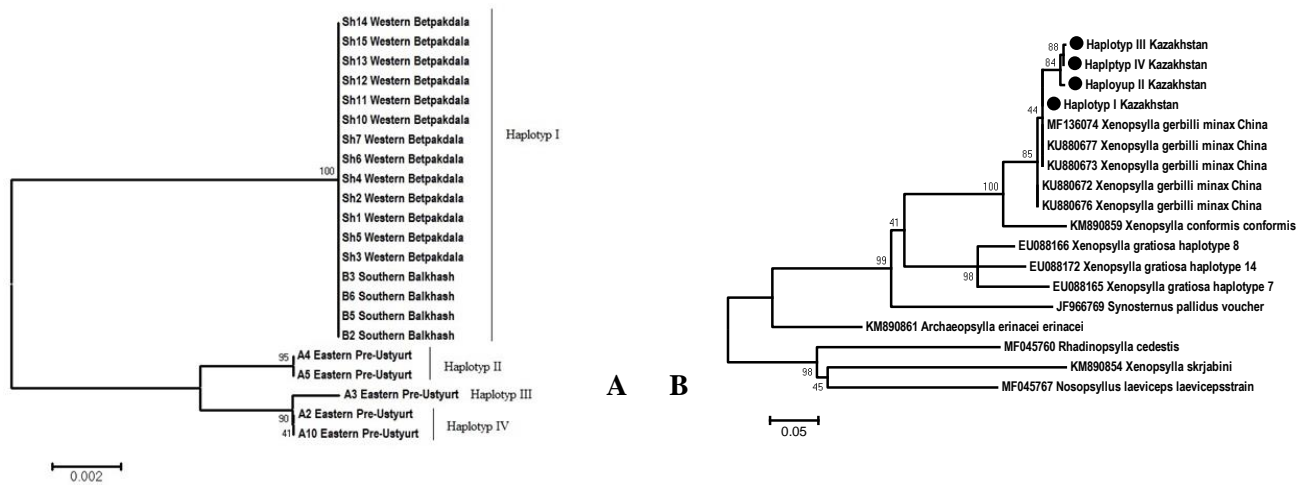 Sh14 Western Betpakdala
Sh15 Western Betpakdala
Sh13 Western Betpakdala
Sh12 Western Betpakdala
Sh11 Western Betpakdala
Sh10 Western Betpakdala
Sh7 Western Betpakdala
Sh6 Western Betpakdala
Sh4 Western Betpakdala
Sh2 Western Betpakdala
Sh1 Western Betpakdala
Sh5 Western Betpakdala
Sh3 Western Betpakdala
B3 Southern Balkhash
B6 Southern Balkhash
B5 Southern Balkhash
B2 Southern Balkhash
Haplotyp I
100
A4 Eastern Pre-Ustyurt
A5 Eastern Pre-Ustyurt
95
Haplotyp II
A3 Eastern Pre-Ustyurt
Haplotyp III
A2 Eastern Pre-Ustyurt
A10 Eastern Pre-Ustyurt
90
41
Haplotyp IV
0.002
A
B
88
Haplotyp III Kazakhstan
84
Haplptyp IV Kazakhstan
Haployup II Kazakhstan
44
Haplotyp I Kazakhstan
MF136074 Xenopsylla gerbilli minax China
KU880677 Xenopsylla gerbilli minax China
85
KU880673 Xenopsylla gerbilli minax China
KU880672 Xenopsylla gerbilli minax China
100
KU880676 Xenopsylla gerbilli minax China
KM890859 Xenopsylla conformis conformis
41
EU088166 Xenopsylla gratiosa haplotype 8
99
EU088172 Xenopsylla gratiosa haplotype 14
98
EU088165 Xenopsylla gratiosa haplotype 7
JF966769 Synosternus pallidus voucher
KM890861 Archaeopsylla erinacei erinacei
MF045760 Rhadinopsylla cedestis
98
KM890854 Xenopsylla skrjabini
45
MF045767 Nosopsyllus laeviceps laevicepsstrain
0.05